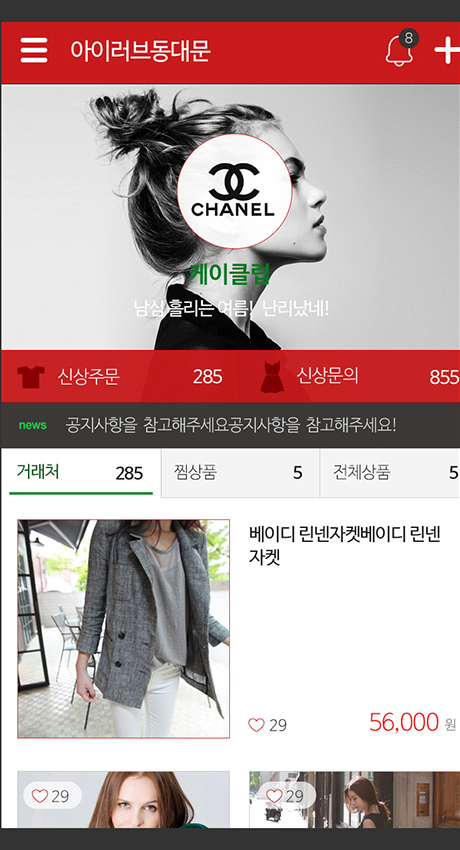 아이러브동대문
8
CHANEL
케이클럽
남심 홀리는 여름! 난리났네!
신상주문 285 신상문의 855
news 공지사항을 참고해주세요공지사항을 참고해주세요!
거래처 285 찜상품 5 전체상품 5
베이디 린넨자켓베이디 린넨
자켓
29 56,000 원
29 29